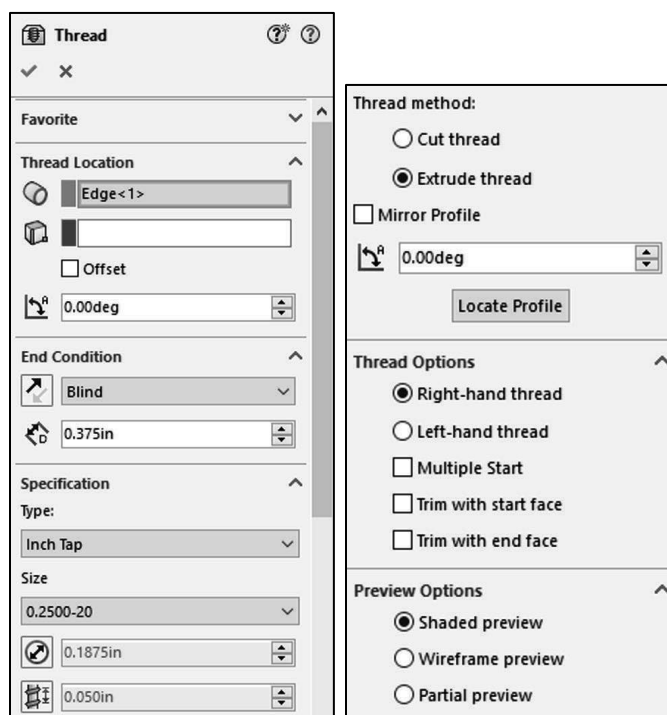 Thread
Favorite
Thread Location
Edge<1>
Offset
0.00deg
End Condition
Blind
0.375in
Specification
Type:
Inch Tap
Size
0.2500-20
0.1875in
0.050in
Thread method:
Cut thread
Extrude thread
Mirror Profile
0.00deg
Locate Profile
Thread Options
Right-hand thread
Left-hand thread
Multiple Start
Trim with start face
Trim with end face
Preview Options
Shaded preview
Wireframe preview
Partial preview